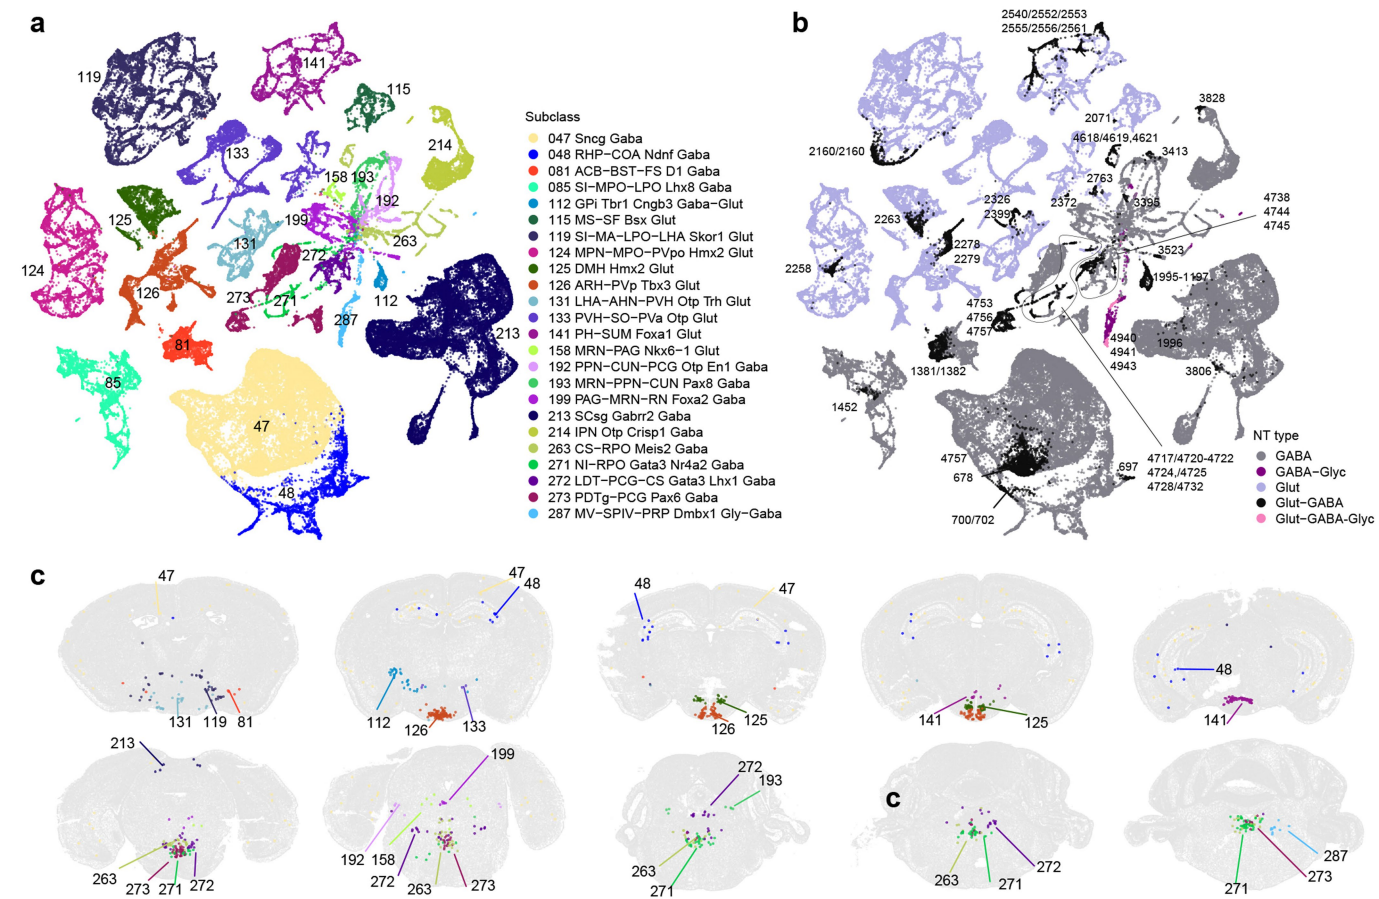 a
119
141
115
214
133
158
193
192
125
199
131
263
124
272
126
273
271
112
287
213
81
85
47
48
Subclass
047 Sncg Gaba
048 RHP−COA Ndnf Gaba
081 ACB−BST−FS D1 Gaba
085 SI−MPO−LPO Lhx8 Gaba
112 GPi Tbr1 Cngb3 Gaba−Glut
115 MS−SF Bsx Glut
119 SI−MA−LPO−LHA Skor1 Glut
124 MPN−MPO−PVpo Hmx2 Glut
125 DMH Hmx2 Glut
126 ARH−PVp Tbx3 Glut
131 LHA−AHN−PVH Otp Trh Glut
133 PVH−SO−PVa Otp Glut
141 PH−SUM Foxa1 Glut
158 MRN−PAG Nkx6−1 Glut
192 PPN−CUN−PCG Otp En1 Gaba
193 MRN−PPN−CUN Pax8 Gaba
199 PAG−MRN−RN Foxa2 Gaba
213 SCsg Gabrr2 Gaba
214 IPN Otp Crisp1 Gaba
263 CS−RPO Meis2 Gaba
271 NI−RPO Gata3 Nr4a2 Gaba
272 LDT−PCG−CS Gata3 Lhx1 Gaba
273 PDTg−PCG Pax6 Gaba
287 MV−SPIV−PRP Dmbx1 Gly−Gaba
b
2540/2552/2553
2555/2556/2561
3828
2071
4618/4619,4621
2160/2160
3413
2763
2326
2399
2372
3395
4738
4744
4745
2263
2278
2279
3523
2258
1995-1197
4753
4756
4757
4940
4941
4943
1996
1381/1382
3806
1452
4757
678
697
4717/4720-4722
4724,/4725
4728/4732
700/702
NT type
GABA
GABA−Glyc
Glut
Glut−GABA
Glut−GABA-Glyc
c
47
131
119
81
47
48
112
126
133
48
47
126
125
141
125
48
141
213
263
273
271
272
199
192
158
272
263
273
272
193
263
271
c
263
271
272
271
273
287